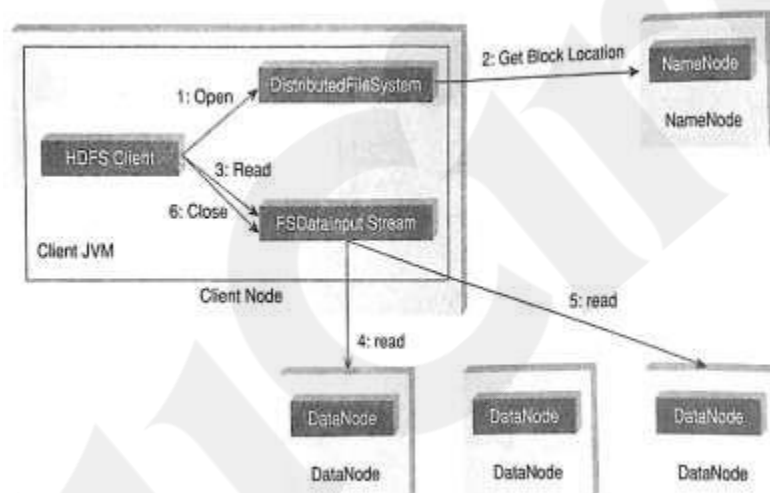 DistributedFileSystem
2: Get Block Location
NameNode
NameNode
1: Open
HDFS Client
3: Read
6: Close
FSDataInput Stream
Client JVM
Client Node
5: read
4: read
DataNode
DataNode
DataNode
DataNode
DataNode
DataNode